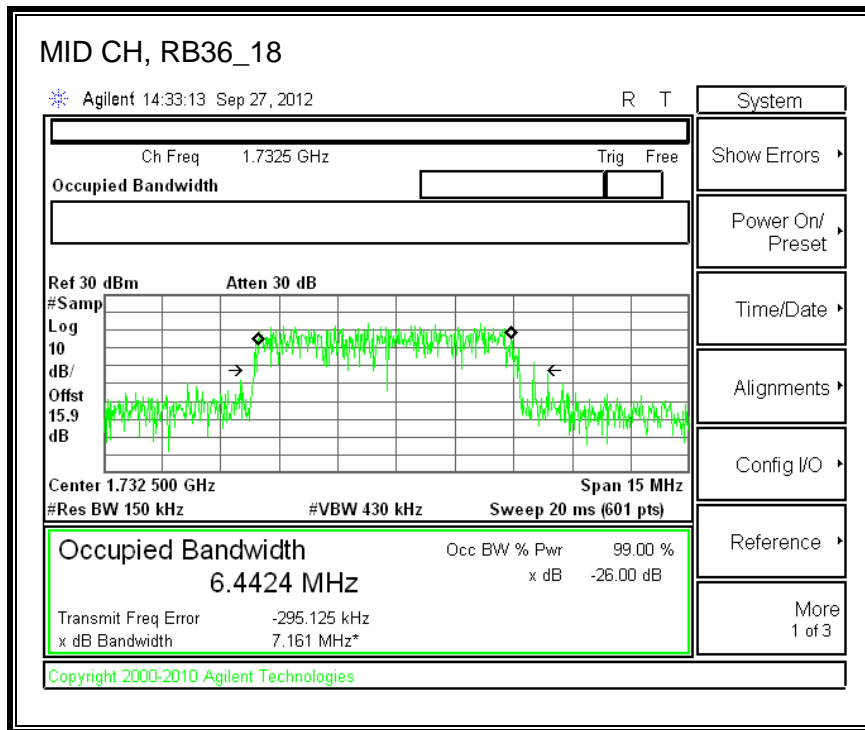 MID CH, RB36_18
Agilent 14:33:13 Sep 27, 2012 R T
System
Ch Freq 1.7325 GHz Trig Free
Occupied Bandwidth
Show Errors
Power On/
Preset
Time/Date
Alignments
Config I/O
Reference
More
1 of 3
Ref 30 dBm Atten 30 dB
#Samp
Log
10
dB/
Offst
15.9
dB
Center 1.732 500 GHz Span 15 MHz
#Res BW 150 kHz #VBW 430 kHz Sweep 20 ms (601 pts)
Occupied Bandwidth Occ BW % Pwr 99.00 %
6.4424 MHz x dB -26.00 dB
Transmit Freq Error -295.125 kHz
x dB Bandwidth 7.161 MHz*
Copyright 2000-2010 Agilent Technologies